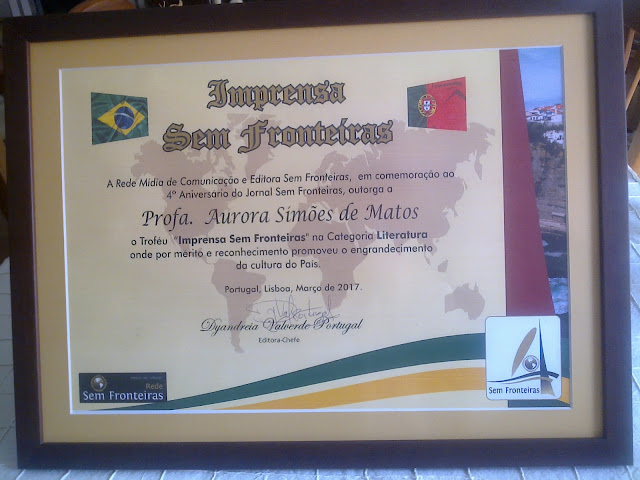 Imprensa
Sem Fronteiras
A Rede Mídia de Comunicação e Editora Sem Fronteiras, em comemoração ao
4º Aniversario do Jornal Sem Fronteiras, outorga a
Profa. Aurora Simões de Matos
o Troféu "Imprensa Sem Fronteiras" na Categoria Literatura
onde por mérito e reconhecimento promoveu o engrandecimento
da cultura do País.
Portugal, Lisboa, Março de 2017.
Dyandreia Valverde Portugal
Editora-Chefe
Rede
Sem Fronteiras
Sem Fronteiras